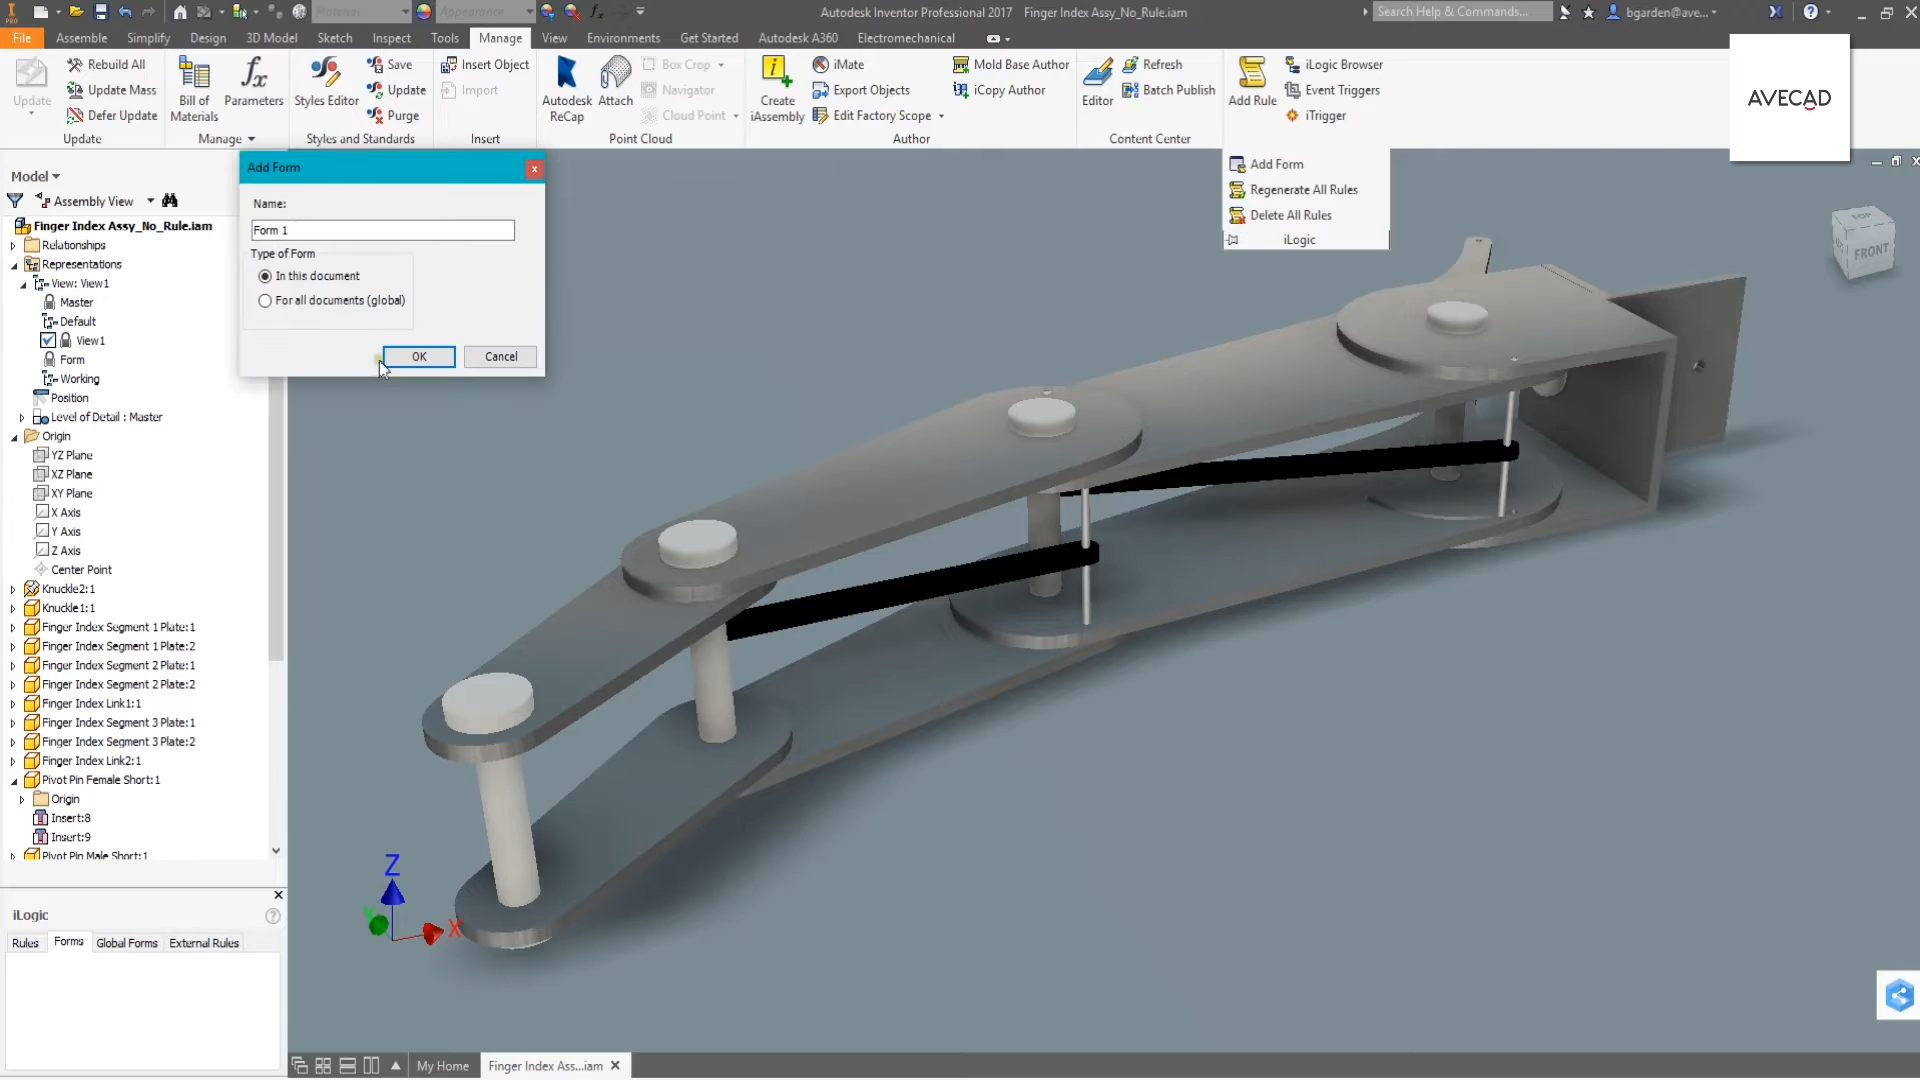 PRO
Material
Appearance
Autodesk Inventor Professional 2017 Finger Index Assy_No_Rule.iam
Search Help & Commands...
bgarden@ave...
File Assemble Simplify Design 3D Model Sketch Inspect Tools Manage View Environments Get Started Autodesk A360 Electromechanical
Update
Rebuild All
Update Mass
Defer Update
Update
Bill of Materials
Parameters
Manage
Styles Editor
Save
Update
Purge
Styles and Standards
Insert Object
Import
Insert
Autodesk ReCap
Attach
Box Crop
Navigator
Cloud Point
Point Cloud
Create iAssembly
iMate
Export Objects
Edit Factory Scope
Mold Base Author
iCopy Author
Author
Editor
Refresh
Batch Publish
Content Center
Add Rule
iLogic Browser
Event Triggers
iTrigger
Add Form
Regenerate All Rules
Delete All Rules
iLogic
AVECAD
TOP
FRONT
Model
Assembly View
Finger Index Assy_No_Rule.iam
Relationships
Representations
View: View1
Master
Default
View1
Form
Working
Position
Level of Detail : Master
Origin
YZ Plane
XZ Plane
XY Plane
X Axis
Y Axis
Z Axis
Center Point
Knuckle2:1
Knuckle1:1
Finger Index Segment 1 Plate:1
Finger Index Segment 1 Plate:2
Finger Index Segment 2 Plate:1
Finger Index Segment 2 Plate:2
Finger Index Link1:1
Finger Index Segment 3 Plate:1
Finger Index Segment 3 Plate:2
Finger Index Link2:1
Pivot Pin Female Short:1
Origin
Insert:8
Insert:9
Pivot Pin Male Short:1
Add Form
Name:
Form 1
Type of Form
In this document
For all documents (global)
OK Cancel
Z
Y
X
iLogic
Rules Forms Global Forms External Rules
My Home Finger Index Ass...iam